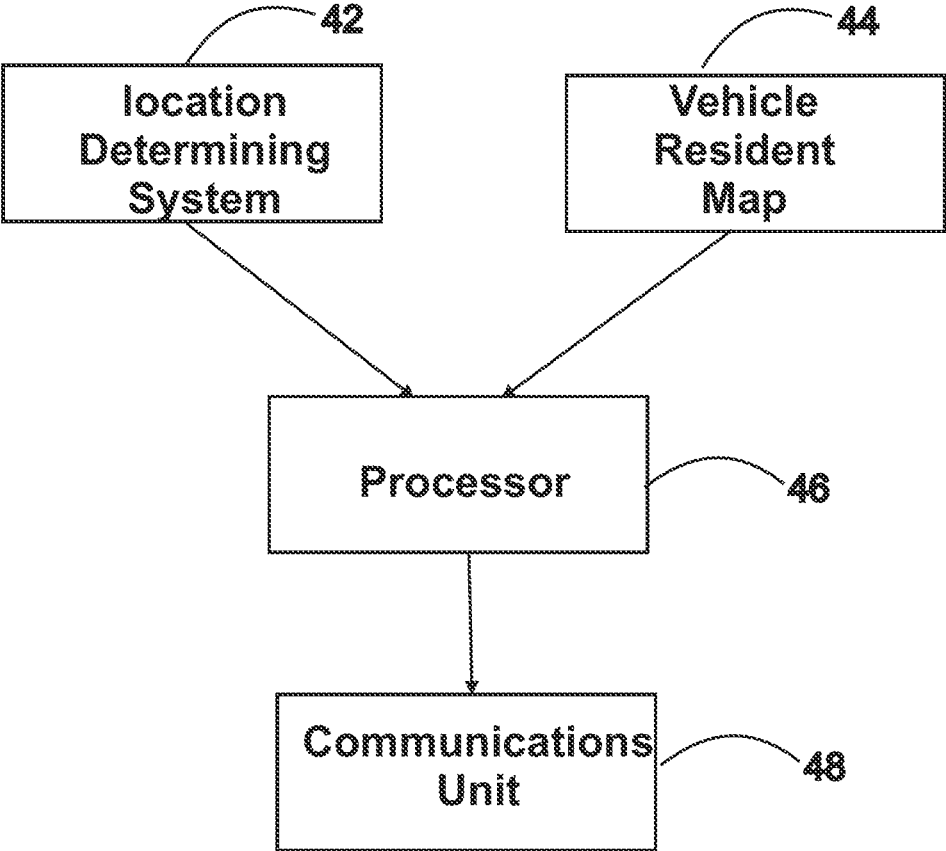 42
44
location
Determining
System
Vehicle
Resident
Map
Processor
46
Communications
Unit
48